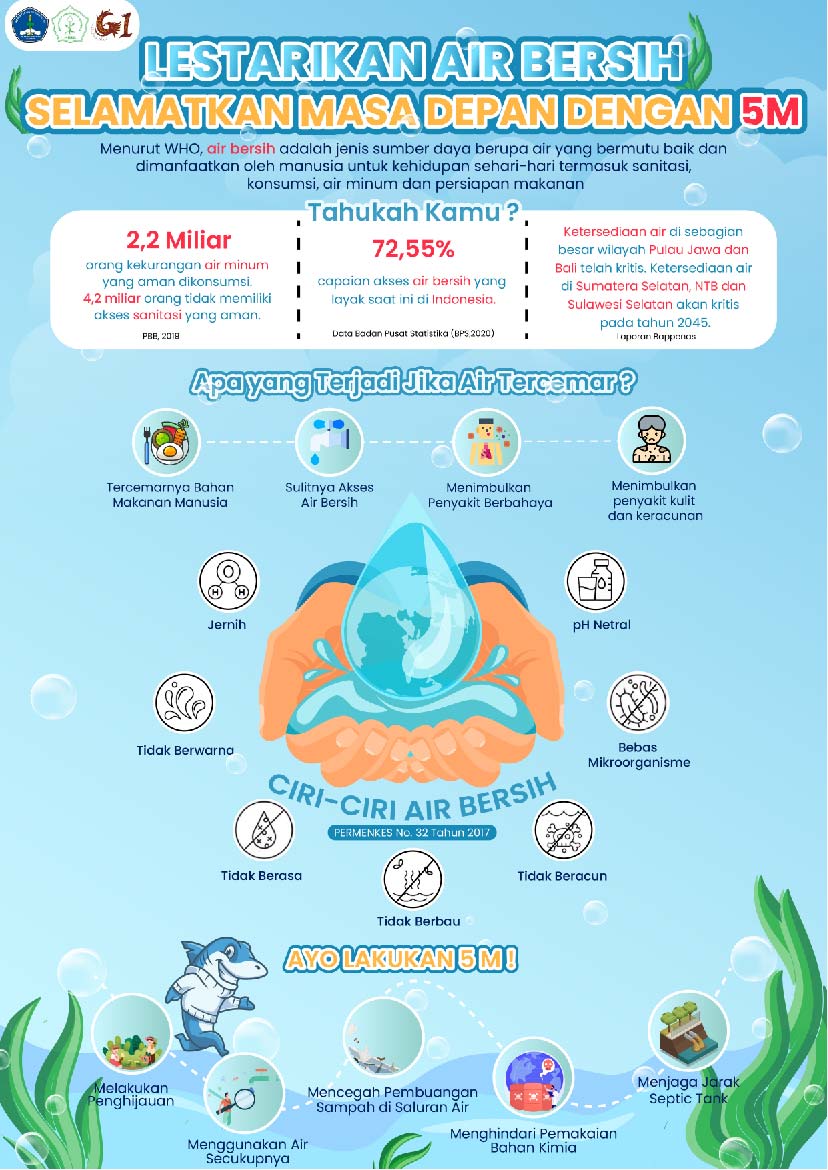 G1
LESTARIKAN AIR BERSIH
SELAMATKAN MASA DEPAN DENGAN 5M
Menurut WHO, air bersih adalah jenis sumber daya berupa air yang bermutu baik dan
dimanfaatkan oleh manusia untuk kehidupan sehari-hari termasuk sanitasi,
konsumsi, air minum dan persiapan makanan
Tahukah Kamu ?
2,2 Miliar
orang kekurangan air minum
yang aman dikonsumsi.
4,2 miliar orang tidak memiliki
akses sanitasi yang aman.
PBB, 2019
72,55%
capaian akses air bersih yang
layak saat ini di Indonesia.
Data Badan Pusat Statistika (BPS,2020)
Ketersediaan air di sebagian
besar wilayah Pulau Jawa dan
Bali telah kritis. Ketersediaan air
di Sumatera Selatan, NTB dan
Sulawesi Selatan akan kritis
pada tahun 2045.
Laporan Bappenas
Apa yang Terjadi Jika Air Tercemar ?
Tercemarnya Bahan
Makanan Manusia
Sulitnya Akses
Air Bersih
Menimbulkan
Penyakit Berbahaya
Menimbulkan
penyakit kulit
dan keracunan
O
H H
Jernih
pH Netral
Tidak Berwarna
Bebas
Mikroorganisme
CIRI-CIRI AIR BERSIH
PERMENKES No. 32 Tahun 2017
Tidak Berasa
Tidak Beracun
Tidak Berbau
AYO LAKUKAN 5 M !
Melakukan
Penghijauan
Menggunakan Air
Secukupnya
Mencegah Pembuangan
Sampah di Saluran Air
Menghindari Pemakaian
Bahan Kimia
Menjaga Jarak
Septic Tank